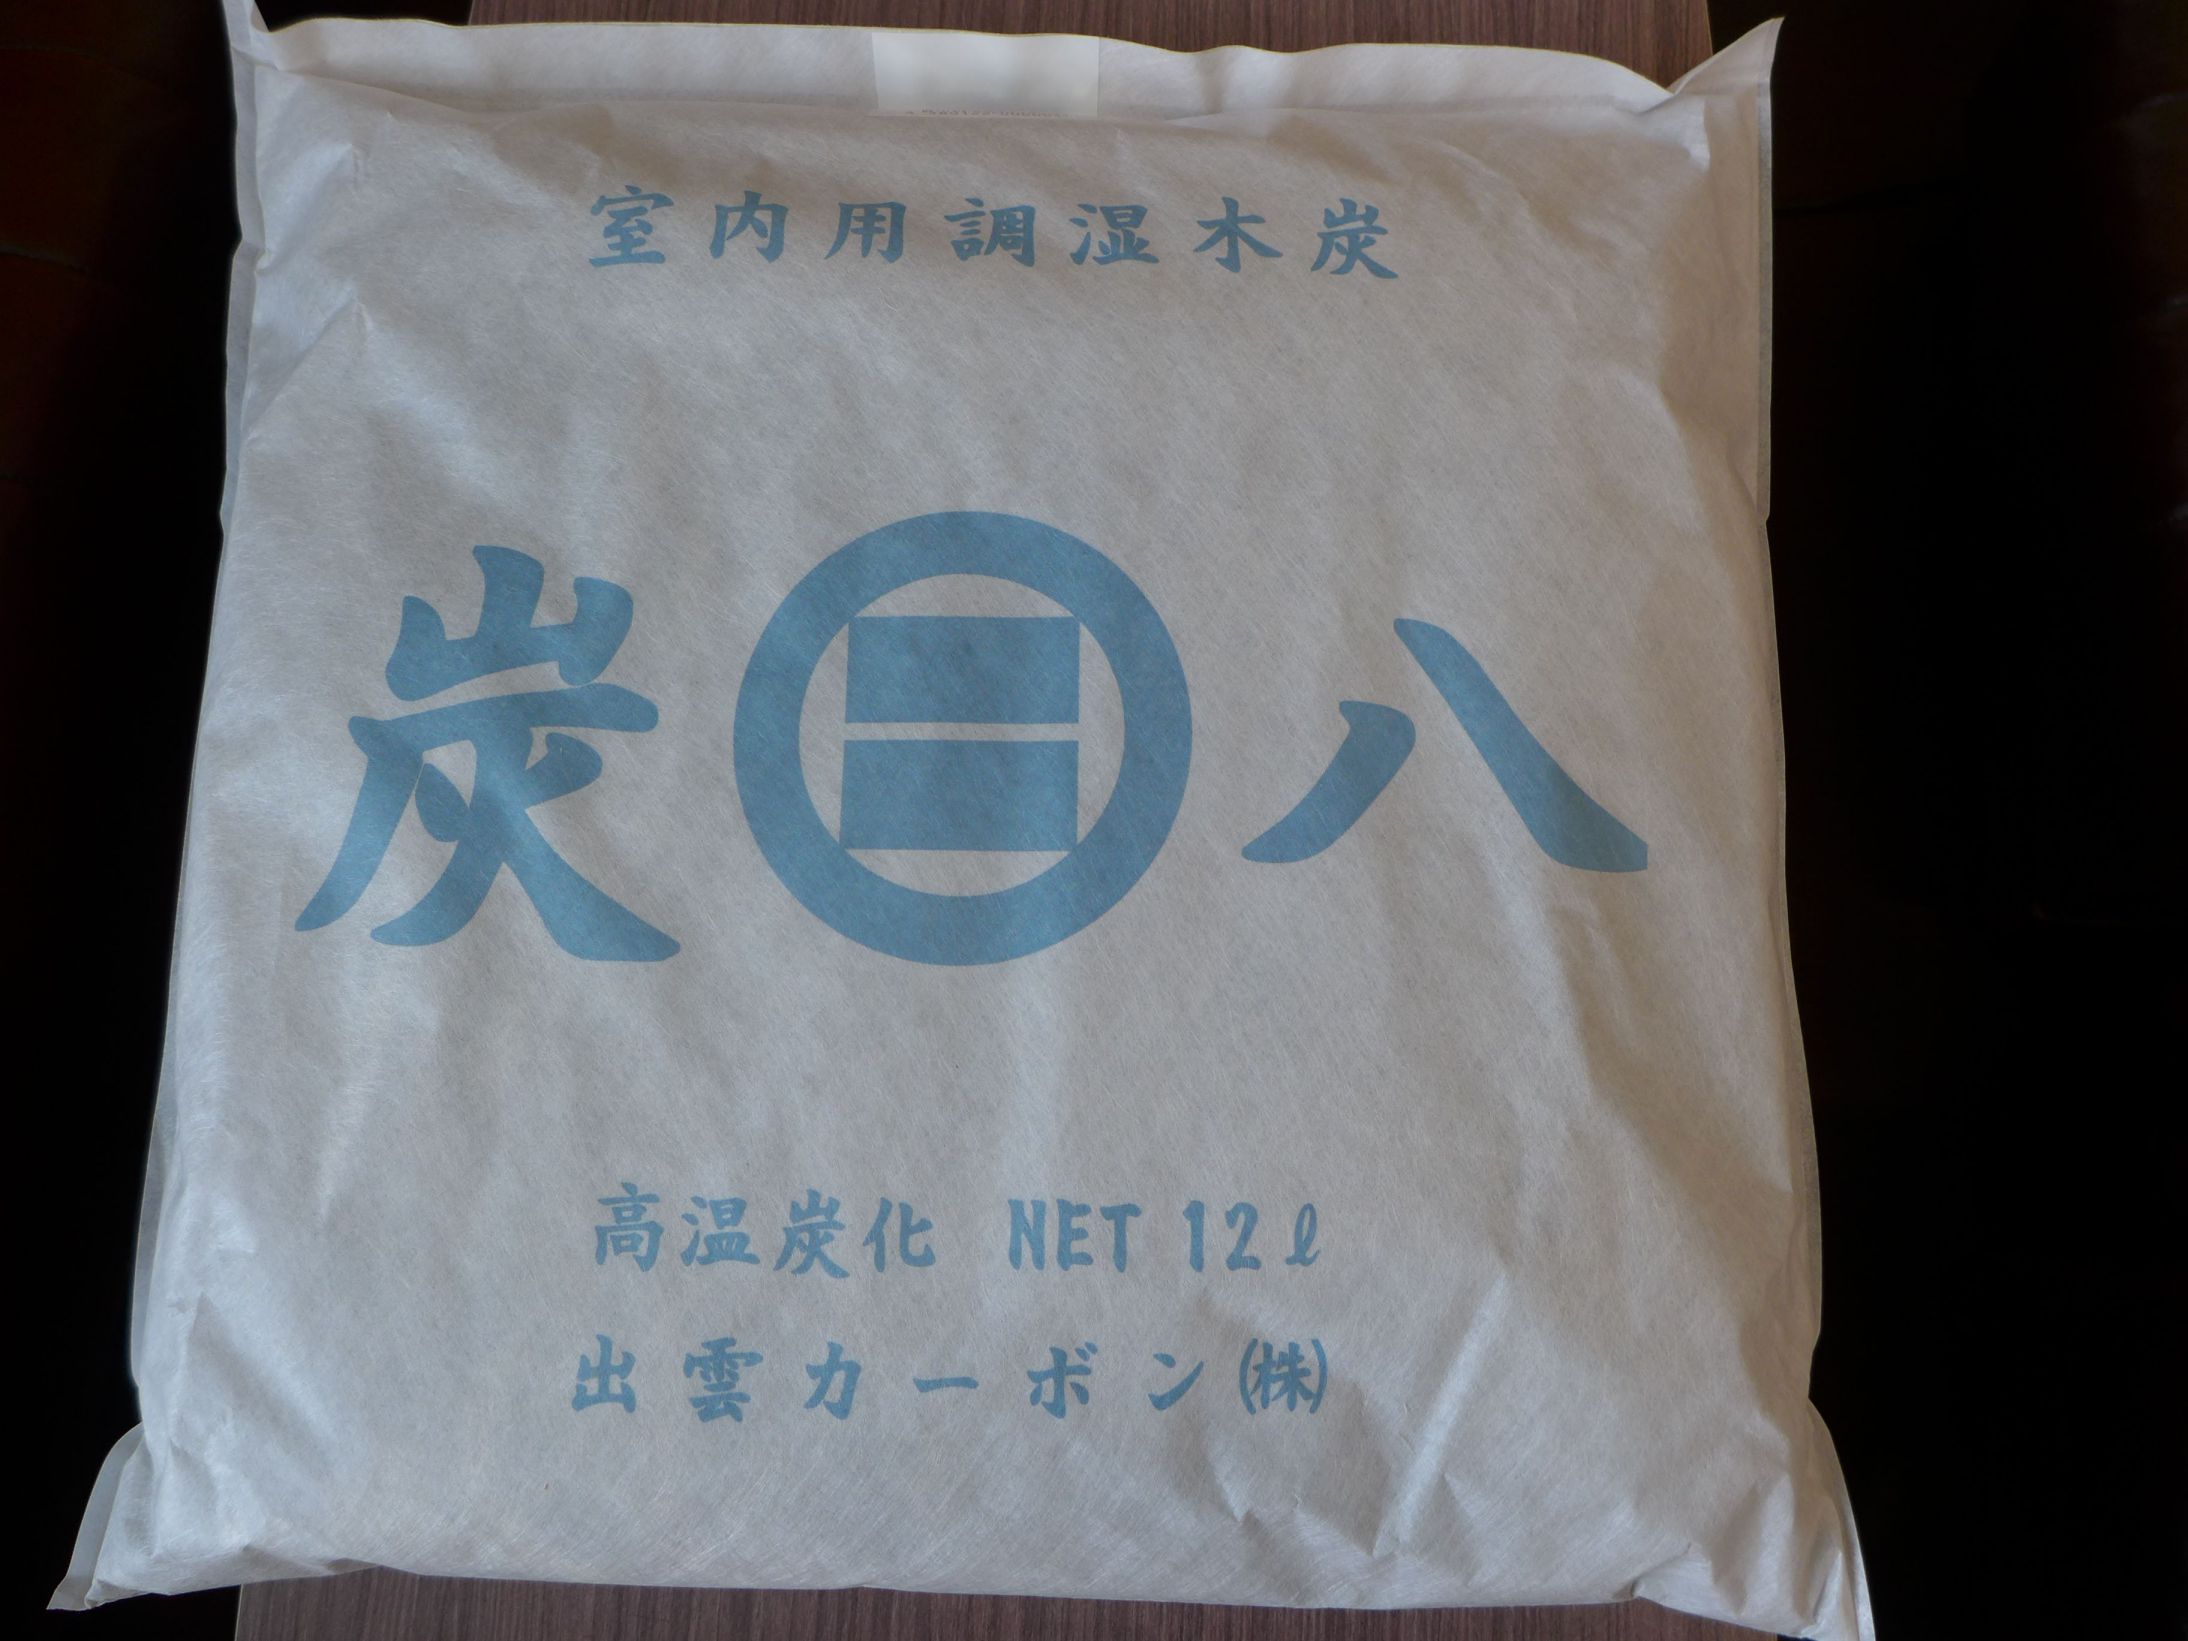 室内用調湿木炭
炭八
高温炭化 NET 12ℓ
出雲カーボン(株)